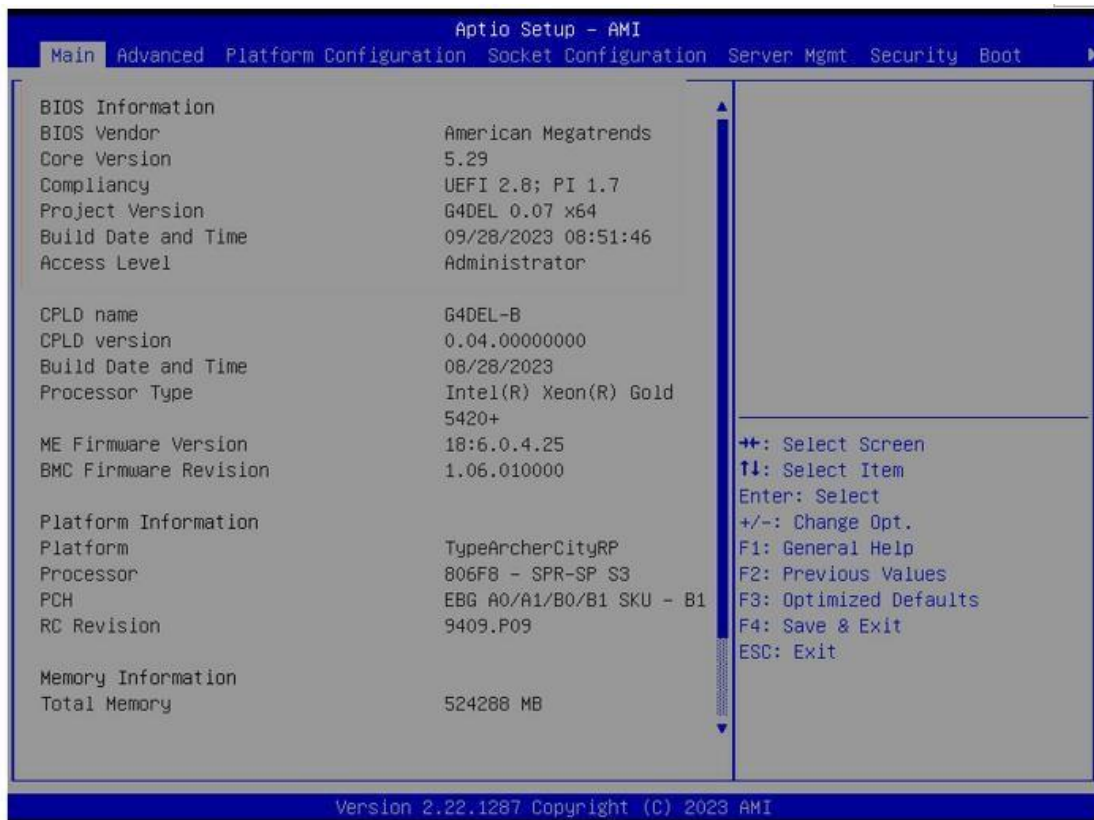 Aptio Setup - AMI
Main Advanced Platform Configuration Socket Configuration Server Mgmt Security Boot
BIOS Information
BIOS Vendor American Megatrends
Core Version 5.29
Compliancy UEFI 2.8; PI 1.7
Project Version G4DEL 0.07 x64
Build Date and Time 09/28/2023 08:51:46
Access Level Administrator
CPLD name G4DEL-B
CPLD version 0.04.00000000
Build Date and Time 08/28/2023
Processor Type Intel(R) Xeon(R) Gold
5420+
ME Firmware Version 18:6.0.4.25
BMC Firmware Revision 1.06.010000
Platform Information
Platform TypeArcherCityRP
Processor 806F8 - SPR-SP S3
PCH EBG A0/A1/B0/B1 SKU - B1
RC Revision 9409.P09
Memory Information
Total Memory 524288 MB
→←: Select Screen
↑↓: Select Item
Enter: Select
+/-: Change Opt.
F1: General Help
F2: Previous Values
F3: Optimized Defaults
F4: Save & Exit
ESC: Exit
Version 2.22.1287 Copyright (C) 2023 AMI